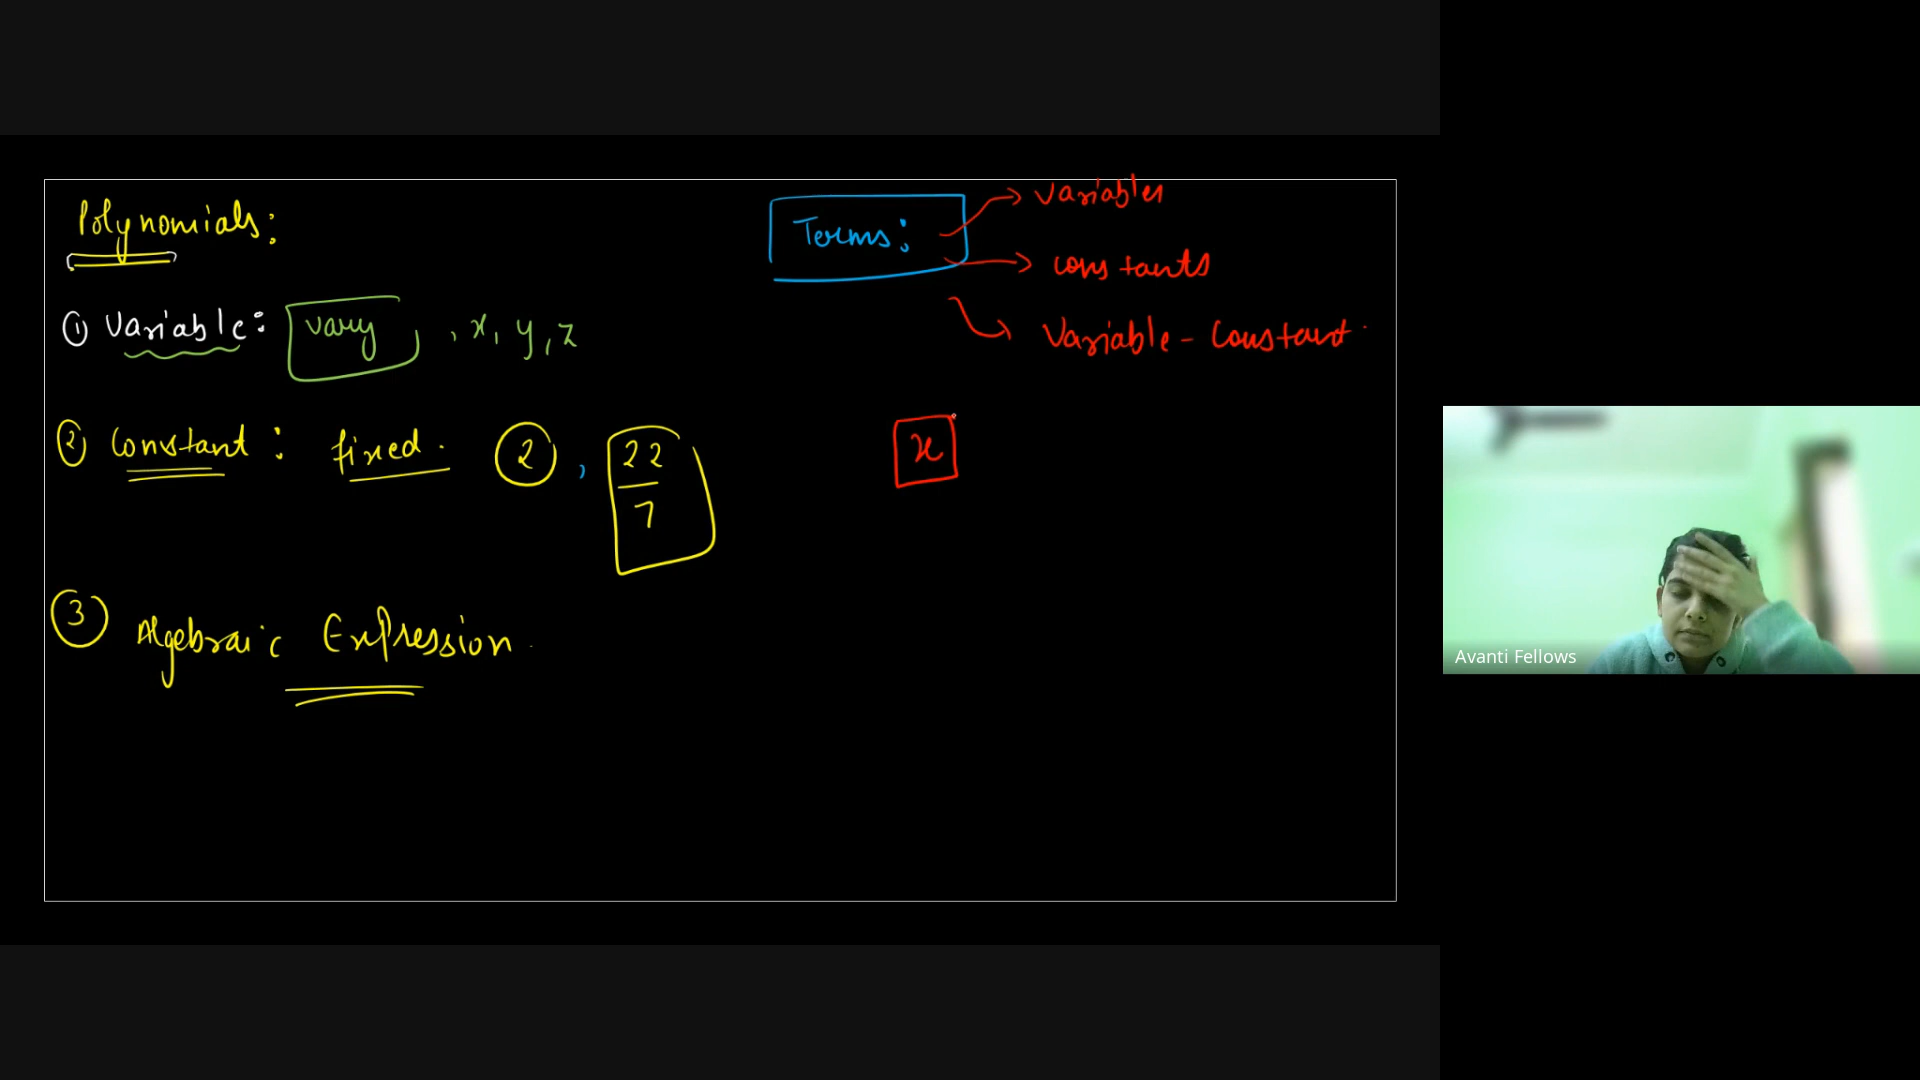 Polynomials:
① Variable: vary , x, y, z
② Constant: fixed. 2 , 22/7
③ Algebraic Expression.
Terms:
→ Variables
→ constants
→ Variable - Constant.
x
Avanti Fellows